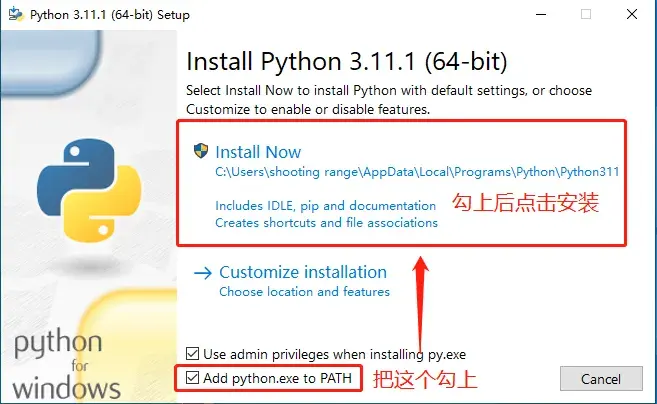 Python 3.11.1 (64-bit) Setup
Install Python 3.11.1 (64-bit)
Select Install Now to install Python with default settings, or choose
Customize to enable or disable features.
Install Now
C:\Users\shooting range\AppData\Local\Programs\Python\Python311
Includes IDLE, pip and documentation
Creates shortcuts and file associations
勾上后点击安装
Customize installation
Choose location and features
python
for
windows
Use admin privileges when installing py.exe
Add python.exe to PATH
把这个勾上
Cancel